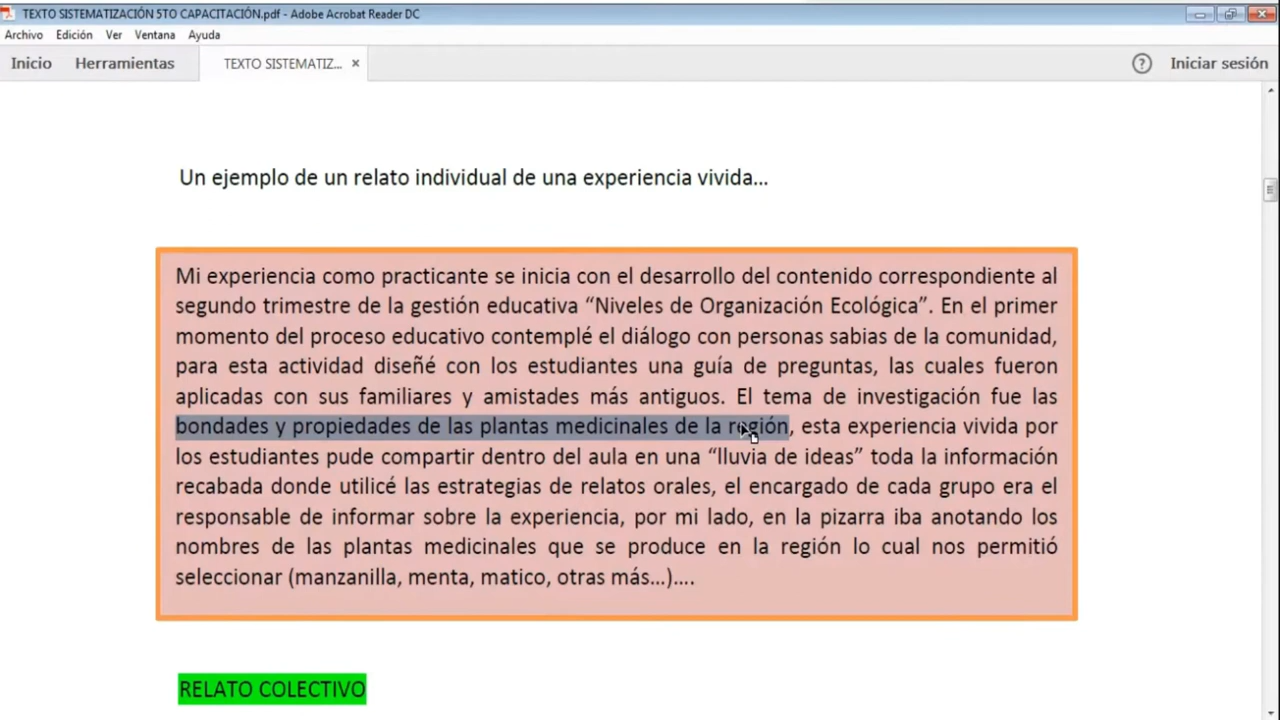 TEXTO SISTEMATIZACIÓN 5TO CAPACITACIÓN.pdf - Adobe Acrobat Reader DC
Archivo Edición Ver Ventana Ayuda
Inicio Herramientas TEXTO SISTEMATIZ... × ? Iniciar sesión
Un ejemplo de un relato individual de una experiencia vivida...
Mi experiencia como practicante se inicia con el desarrollo del contenido correspondiente al
segundo trimestre de la gestión educativa “Niveles de Organización Ecológica”. En el primer
momento del proceso educativo contemplé el diálogo con personas sabias de la comunidad,
para esta actividad diseñé con los estudiantes una guía de preguntas, las cuales fueron
aplicadas con sus familiares y amistades más antiguos. El tema de investigación fue las
bondades y propiedades de las plantas medicinales de la región, esta experiencia vivida por
los estudiantes pude compartir dentro del aula en una “lluvia de ideas” toda la información
recabada donde utilicé las estrategias de relatos orales, el encargado de cada grupo era el
responsable de informar sobre la experiencia, por mi lado, en la pizarra iba anotando los
nombres de las plantas medicinales que se produce en la región lo cual nos permitió
seleccionar (manzanilla, menta, matico, otras más...)....
RELATO COLECTIVO